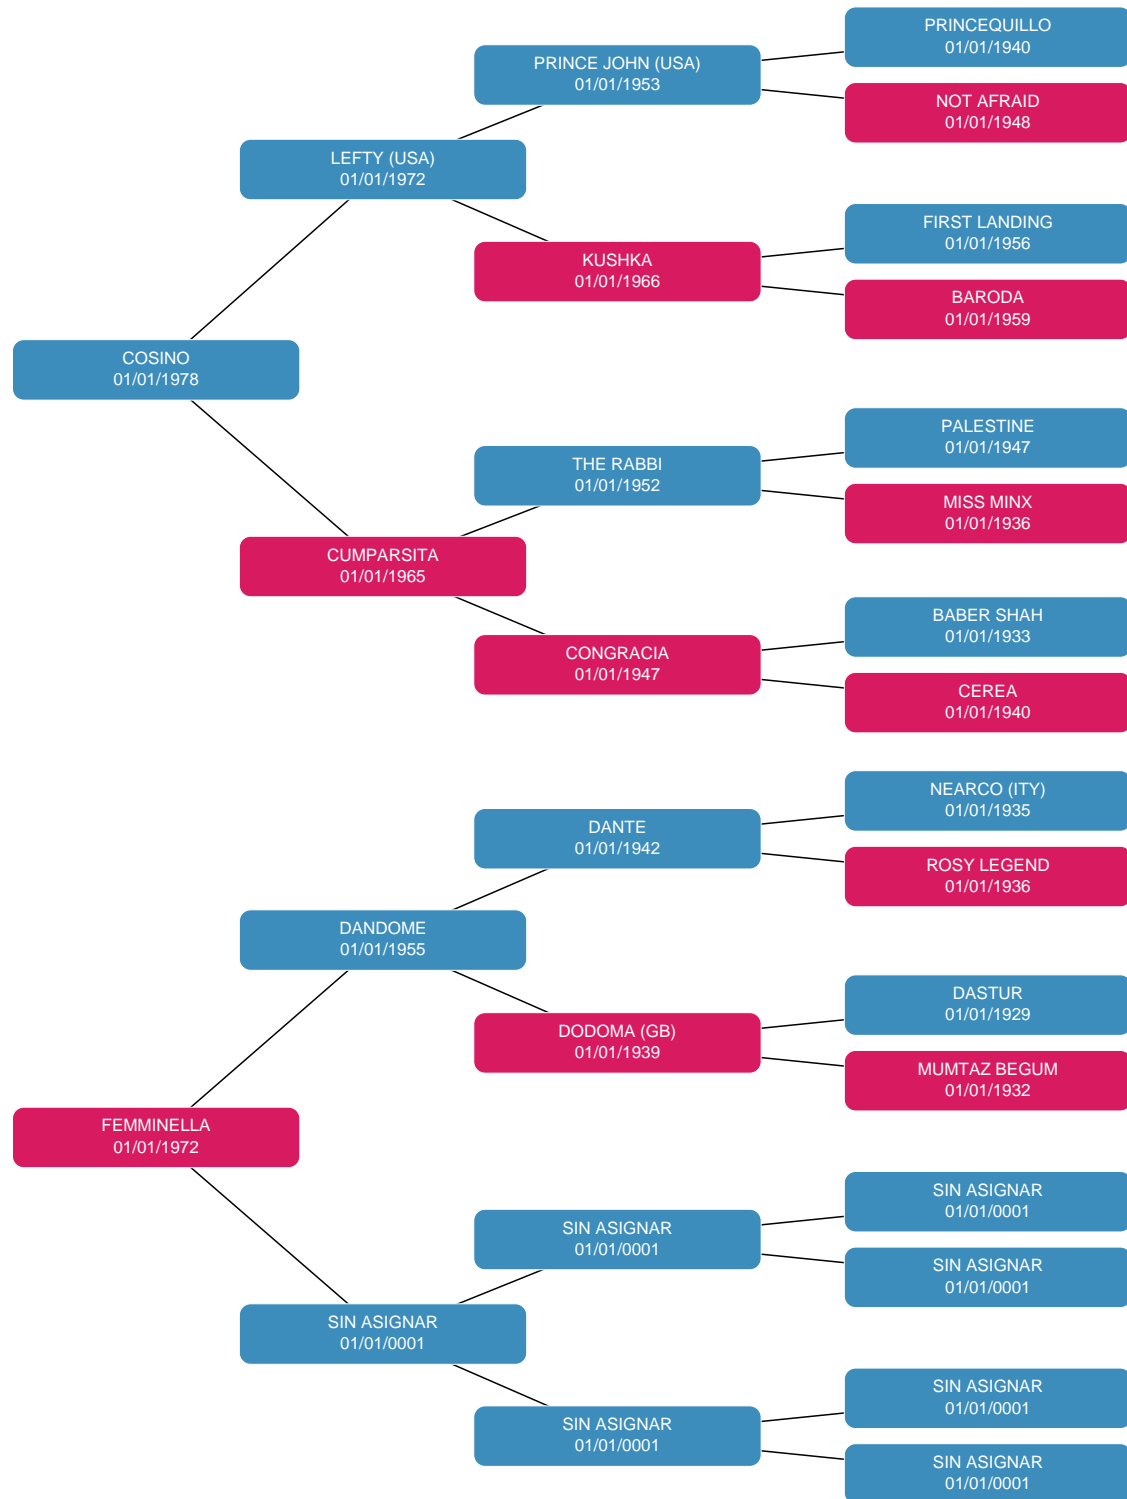 PRINCEQUILLO
01/01/1940
PRINCE JOHN (USA)
01/01/1953
NOT AFRAID
01/01/1948
LEFTY (USA)
01/01/1972
FIRST LANDING
01/01/1956
KUSHKA
01/01/1966
BARODA
01/01/1959
COSINO
01/01/1978
PALESTINE
01/01/1947
THE RABBI
01/01/1952
MISS MINX
01/01/1936
CUMPARSITA
01/01/1965
BABER SHAH
01/01/1933
CONGRACIA
01/01/1947
CEREA
01/01/1940
NEARCO (ITY)
01/01/1935
DANTE
01/01/1942
ROSY LEGEND
01/01/1936
DANDOME
01/01/1955
DASTUR
01/01/1929
DODOMA (GB)
01/01/1939
MUMTAZ BEGUM
01/01/1932
FEMMINELLA
01/01/1972
SIN ASIGNAR
01/01/0001
SIN ASIGNAR
01/01/0001
SIN ASIGNAR
01/01/0001
SIN ASIGNAR
01/01/0001
SIN ASIGNAR
01/01/0001
SIN ASIGNAR
01/01/0001
SIN ASIGNAR
01/01/0001